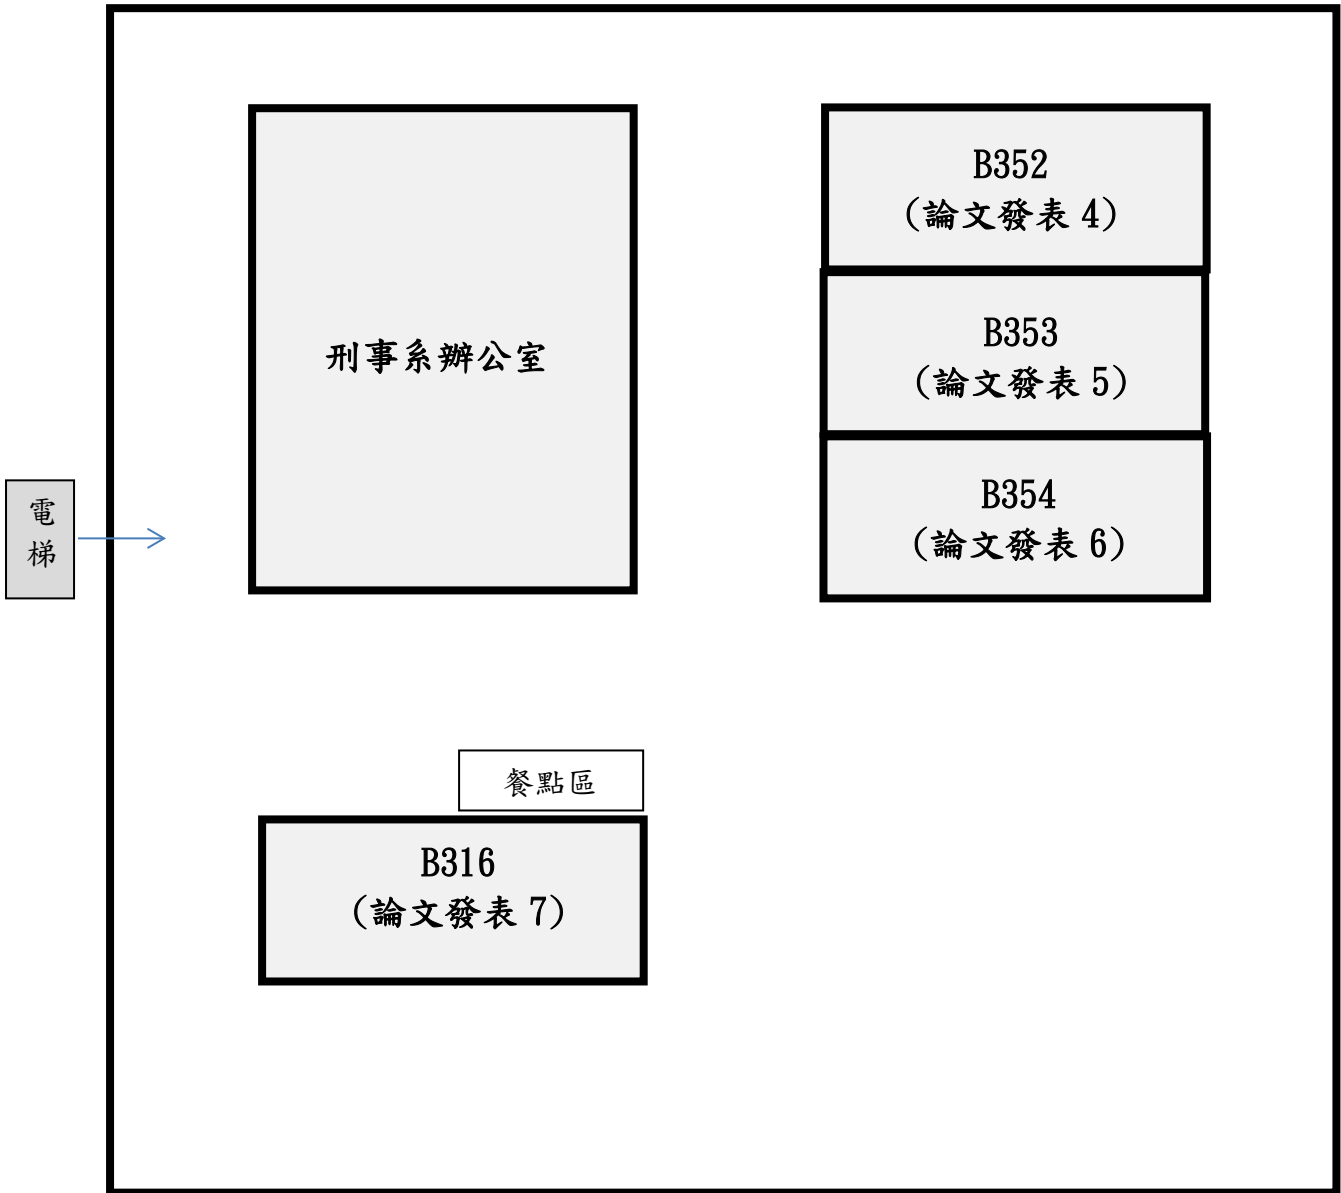 B352
(論文發表 4)
B353
(論文發表 5)
刑事系辦公室
B354
(論文發表 6)
電
梯
餐點區
B316
(論文發表 7)